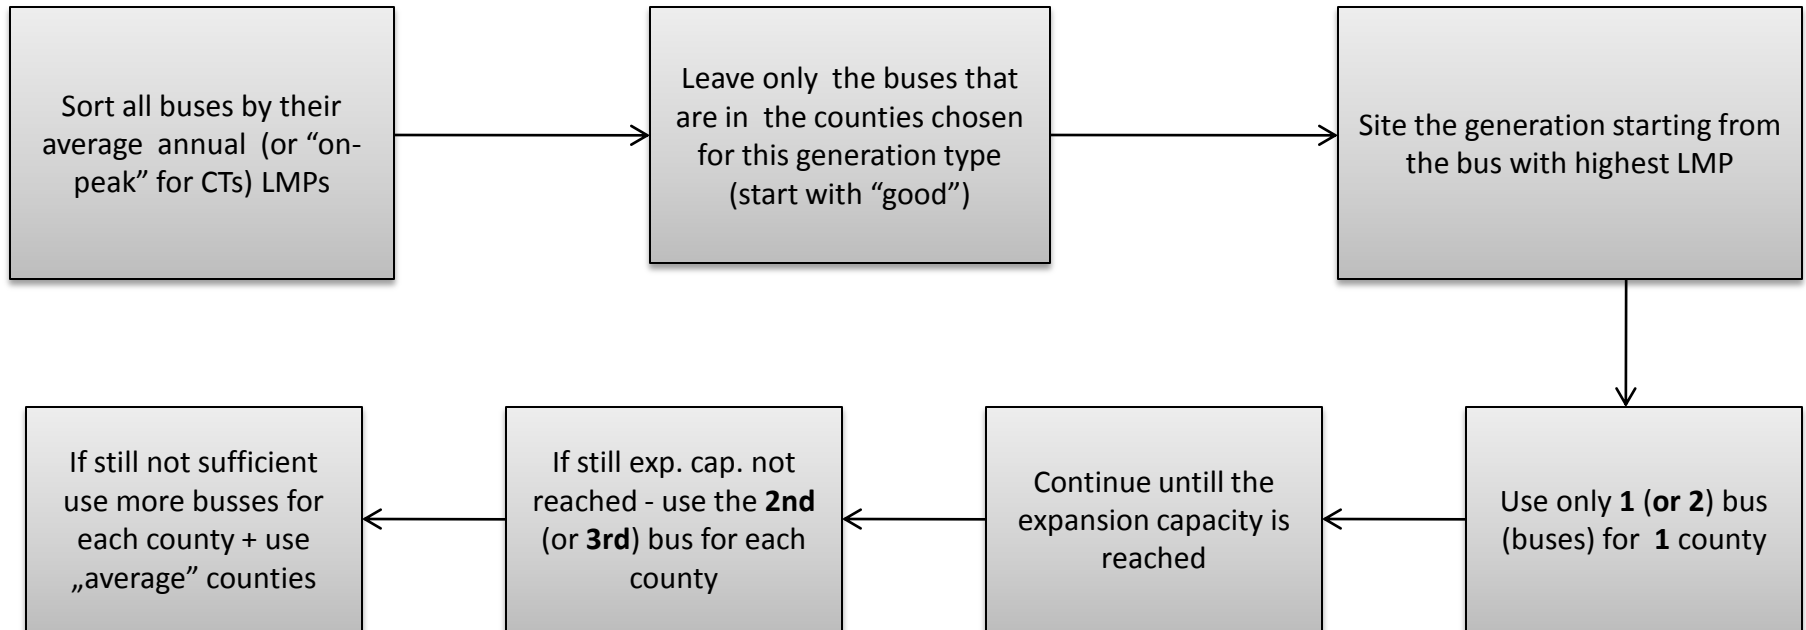 Sort all buses by their
average annual (or “on-
peak” for CTs) LMPs
Leave only the buses that
are in the counties chosen
for this generation type
(start with “good”)
Site the generation starting from
the bus with highest LMP
Use only 1 (or 2) bus
(buses) for 1 county
Continue untill the
expansion capacity is
reached
If still exp. cap. not
reached - use the 2nd
(or 3rd) bus for each
county
If still not sufficient
use more busses for
each county + use
„average” counties